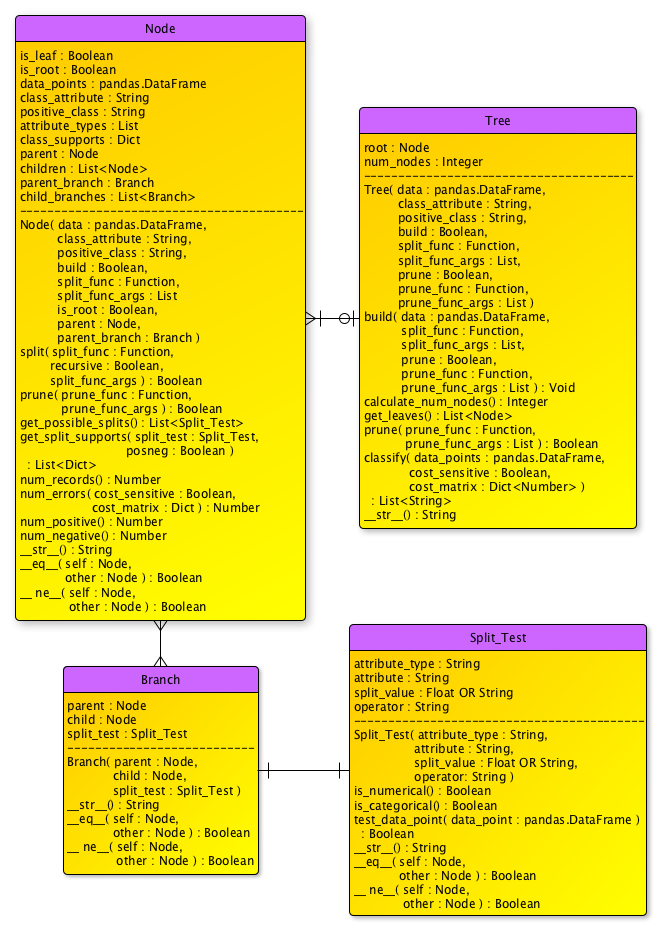 Node
is_leaf : Boolean
is_root : Boolean
data_points : pandas.DataFrame
class_attribute : String
positive_class : String
attribute_types : List
class_supports : Dict
parent : Node
children : List<Node>
parent_branch : Branch
child_branches : List<Branch>
Node( data : pandas.DataFrame,
class_attribute : String,
positive_class : String,
build : Boolean,
split_func : Function,
split_func_args : List
is_root : Boolean,
parent : Node,
parent_branch : Branch )
split( split_func : Function,
recursive : Boolean,
split_func_args ) : Boolean
prune( prune_func : Function,
prune_func_args ) : Boolean
get_possible_splits() : List<Split_Test>
get_split_supports( split_test : Split_Test,
posneg : Boolean )
: List<Dict>
num_records() : Number
num_errors( cost_sensitive : Boolean,
cost_matrix : Dict ) : Number
num_positive() : Number
num_negative() : Number
__str__() : String
__eq__( self : Node,
other : Node ) : Boolean
__ ne__( self : Node,
other : Node ) : Boolean
Tree
root : Node
num_nodes : Integer
Tree( data : pandas.DataFrame,
class_attribute : String,
positive_class : String,
build : Boolean,
split_func : Function,
split_func_args : List,
prune : Boolean,
prune_func : Function,
prune_func_args : List )
build( data : pandas.DataFrame,
split_func : Function,
split_func_args : List,
prune : Boolean,
prune_func : Function,
prune_func_args : List ) : Void
calculate_num_nodes() : Integer
get_leaves() : List<Node>
prune( prune_func : Function,
prune_func_args : List ) : Boolean
classify( data_points : pandas.DataFrame,
cost_sensitive : Boolean,
cost_matrix : Dict<Number> )
: List<String>
__str__() : String
Branch
parent : Node
child : Node
split_test : Split_Test
Branch( parent : Node,
child : Node,
split_test : Split_Test )
__str__() : String
__eq__( self : Node,
other : Node ) : Boolean
__ ne__( self : Node,
other : Node ) : Boolean
Split_Test
attribute_type : String
attribute : String
split_value : Float OR String
operator : String
Split_Test( attribute_type : String,
attribute : String,
split_value : Float OR String,
operator: String )
is_numerical() : Boolean
is_categorical() : Boolean
test_data_point( data_point : pandas.DataFrame )
: Boolean
__str__() : String
__eq__( self : Node,
other : Node ) : Boolean
__ ne__( self : Node,
other : Node ) : Boolean